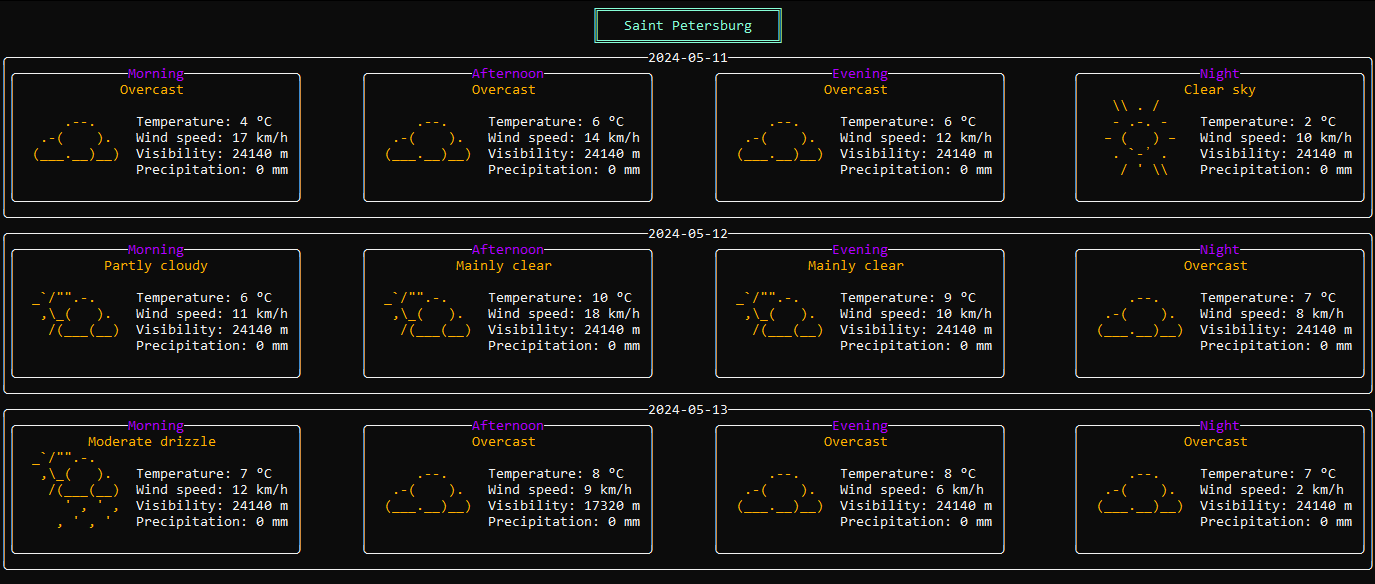 Saint Petersburg
2024-05-11
Morning Afternoon Evening Night
Overcast Overcast Overcast Clear sky
Temperature: 4 °C Temperature: 6 °C Temperature: 6 °C Temperature: 2 °C
Wind speed: 17 km/h Wind speed: 14 km/h Wind speed: 12 km/h Wind speed: 10 km/h
Visibility: 24140 m Visibility: 24140 m Visibility: 24140 m Visibility: 24140 m
Precipitation: 0 mm Precipitation: 0 mm Precipitation: 0 mm Precipitation: 0 mm
2024-05-12
Morning Afternoon Evening Night
Partly cloudy Mainly clear Mainly clear Overcast
Temperature: 6 °C Temperature: 10 °C Temperature: 9 °C Temperature: 7 °C
Wind speed: 11 km/h Wind speed: 18 km/h Wind speed: 10 km/h Wind speed: 8 km/h
Visibility: 24140 m Visibility: 24140 m Visibility: 24140 m Visibility: 24140 m
Precipitation: 0 mm Precipitation: 0 mm Precipitation: 0 mm Precipitation: 0 mm
2024-05-13
Morning Afternoon Evening Night
Moderate drizzle Overcast Overcast Overcast
Temperature: 7 °C Temperature: 8 °C Temperature: 8 °C Temperature: 7 °C
Wind speed: 12 km/h Wind speed: 9 km/h Wind speed: 6 km/h Wind speed: 2 km/h
Visibility: 24140 m Visibility: 17320 m Visibility: 24140 m Visibility: 24140 m
Precipitation: 0 mm Precipitation: 0 mm Precipitation: 0 mm Precipitation: 0 mm